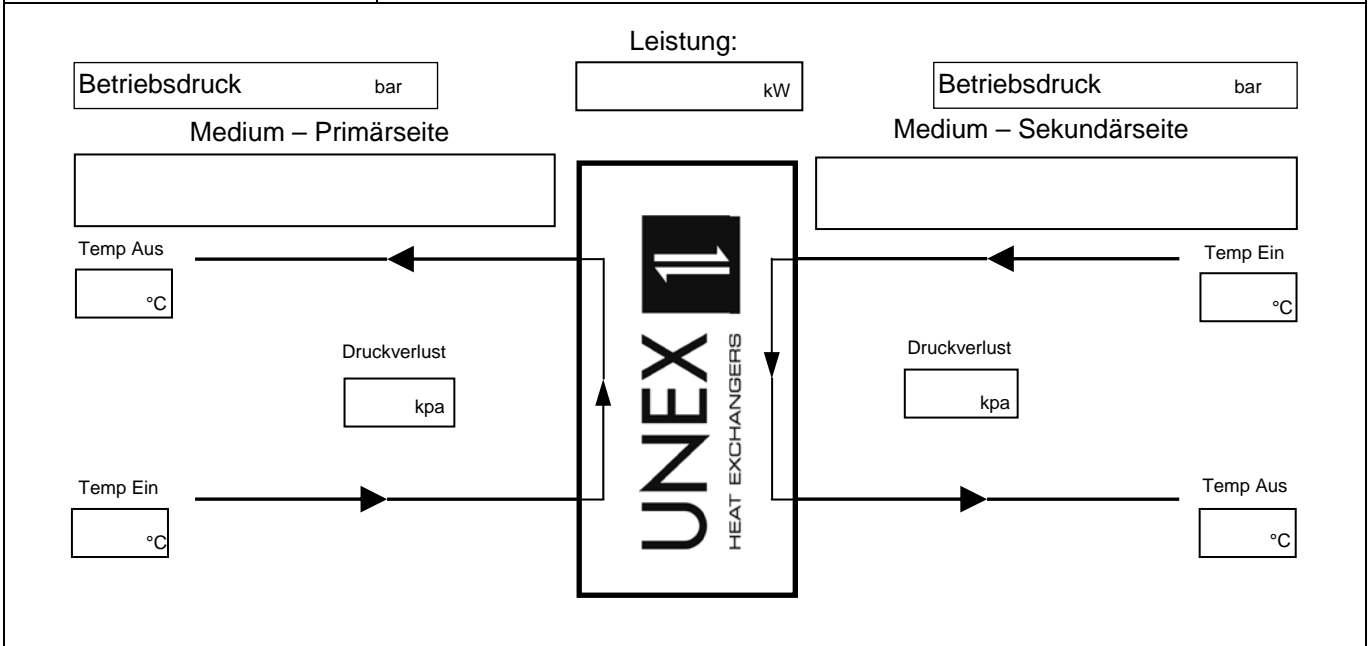 Leistung:
Betriebsdruck bar
kW
Betriebsdruck bar
Medium – Primärseite
Medium – Sekundärseite
Temp Aus
°C
Temp Ein
°C
Druckverlust
kpa
Druckverlust
kpa
UNEX
HEAT EXCHANGERS
Temp Ein
°C
Temp Aus
°C